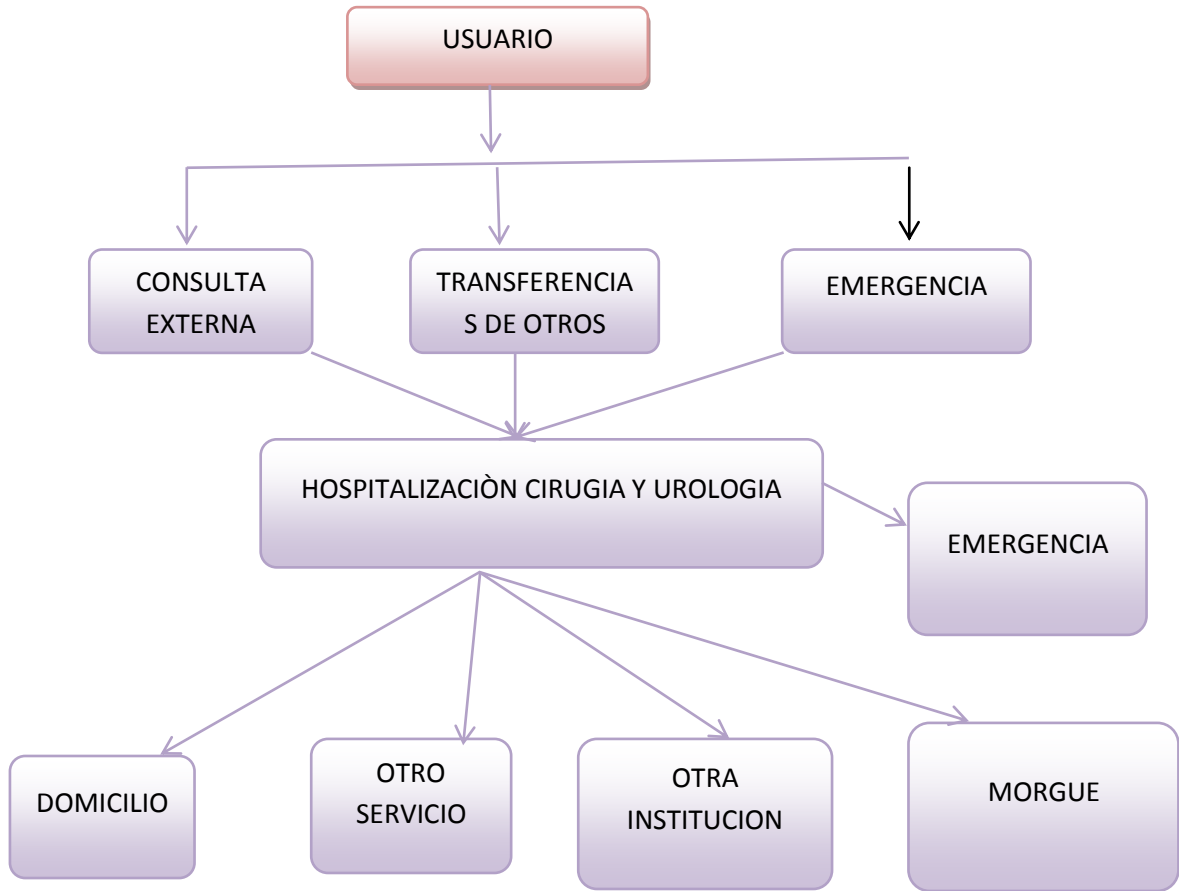 USUARIO
CONSULTA
EXTERNA
TRANSFERENCIA
S DE OTROS
EMERGENCIA
HOSPITALIZACIÒN CIRUGIA Y UROLOGIA
EMERGENCIA
DOMICILIO
OTRO
SERVICIO
OTRA
INSTITUCION
MORGUE